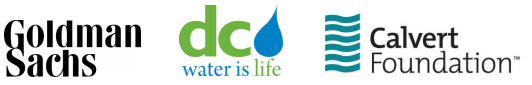 Goldman
Sachs
dc
water is life
Calvert
Foundation™